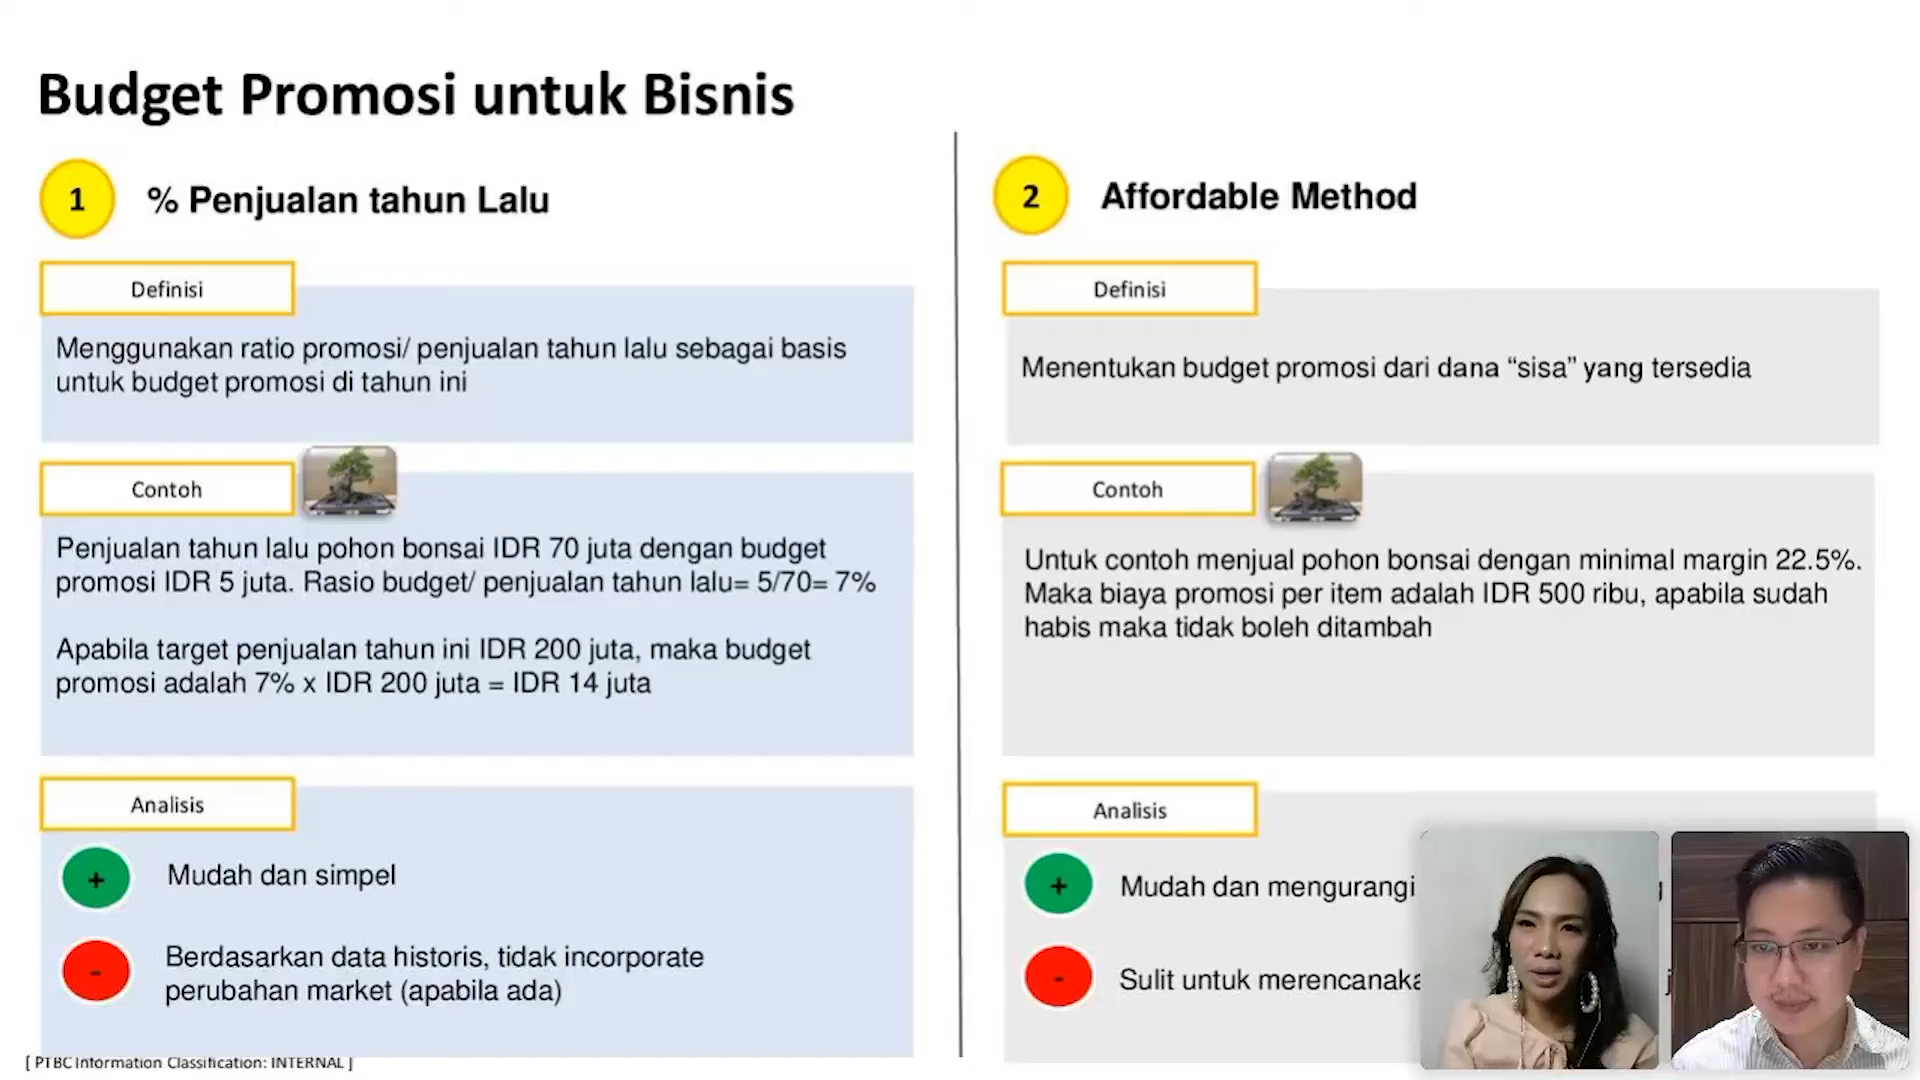 Budget Promosi untuk Bisnis
1
% Penjualan tahun Lalu
Definisi
Menggunakan ratio promosi/ penjualan tahun lalu sebagai basis
untuk budget promosi di tahun ini
Contoh
Penjualan tahun lalu pohon bonsai IDR 70 juta dengan budget
promosi IDR 5 juta. Rasio budget/ penjualan tahun lalu= 5/70= 7%
Apabila target penjualan tahun ini IDR 200 juta, maka budget
promosi adalah 7% x IDR 200 juta = IDR 14 juta
Analisis
+
Mudah dan simpel
-
Berdasarkan data historis, tidak incorporate
perubahan market (apabila ada)
2
Affordable Method
Definisi
Menentukan budget promosi dari dana “sisa” yang tersedia
Contoh
Untuk contoh menjual pohon bonsai dengan minimal margin 22.5%.
Maka biaya promosi per item adalah IDR 500 ribu, apabila sudah
habis maka tidak boleh ditambah
Analisis
+
Mudah dan mengurangi
-
Sulit untuk
[ PTBC Information Classification: INTERNAL ]